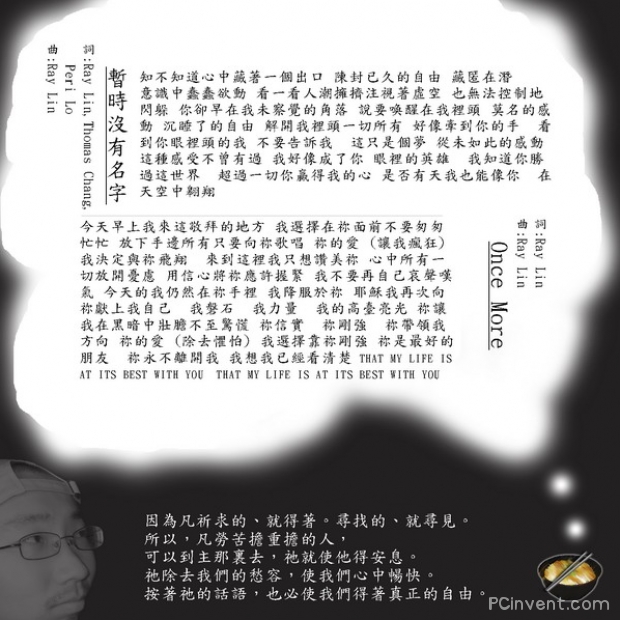 暫時沒有名字
詞:Ray Lin,Thomas Chang,
Peri Lo
曲:Ray Lin
知不知道心中藏著一個出口 陳封已久的自由 藏匿在潛
意識中蠢蠢欲動 看一看人潮擁擠注視著虛空 也無法控制地
閃躲 你卻早在我未察覺的角落 說要喚醒在我裡頭 莫名的感
動 沉睡了的自由 解開我裡頭一切所有 好像牽到你的手 看
到你眼裡頭的我 不要告訴我 這只是個夢 從未如此的感動
這種感受不曾有過 我好像成了你 眼裡的英雄 我知道你勝
過這世界 超過一切你贏得我的心 是否有天我也能像你 在
天空中翱翔
Once More
詞:Ray Lin
曲:Ray Lin
今天早上我來這敬拜的地方 我選擇在祢面前不要匆匆
忙忙 放下手邊所有只要向祢歌唱 祢的愛 (讓我瘋狂)
我決定與祢飛翔 來到這裡我只想讚美祢 心中所有一
切放開憂慮 用信心將祢應許握緊 我不要再自己哀聲嘆
氣 今天的我仍然在祢手裡 我降服於祢 耶穌我再次向
祢獻上我自己 我磐石 我力量 我的高臺亮光 祢讓
我在黑暗中壯膽不至驚慌 祢信實 祢剛強 祢帶領我
方向 祢的愛 (除去懼怕) 我選擇靠祢剛強 祢是最好的
朋友 祢永不離開我 我想我已經看清楚 THAT MY LIFE IS
AT ITS BEST WITH YOU THAT MY LIFE IS AT ITS BEST WITH YOU
因為凡祈求的、就得著。尋找的、就尋見。
所以，凡勞苦擔重擔的人，
可以到主那裏去，祂就使他得安息。
祂除去我們的愁容，使我們心中暢快。
按著祂的話語，也必使我們得著真正的自由。
PCinvent.com